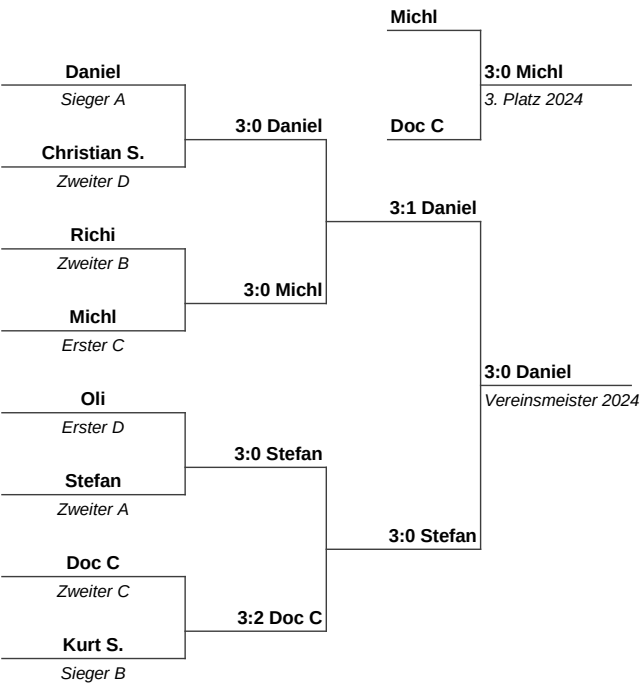 Michl
Daniel
3:0 Michl
Sieger A
3. Platz 2024
3:0 Daniel
Doc C
Christian S.
Zweiter D
3:1 Daniel
Richi
Zweiter B
3:0 Michl
Michl
Erster C
3:0 Daniel
Oli
Vereinsmeister 2024
Erster D
3:0 Stefan
Stefan
Zweiter A
3:0 Stefan
Doc C
Zweiter C
3:2 Doc C
Kurt S.
Sieger B